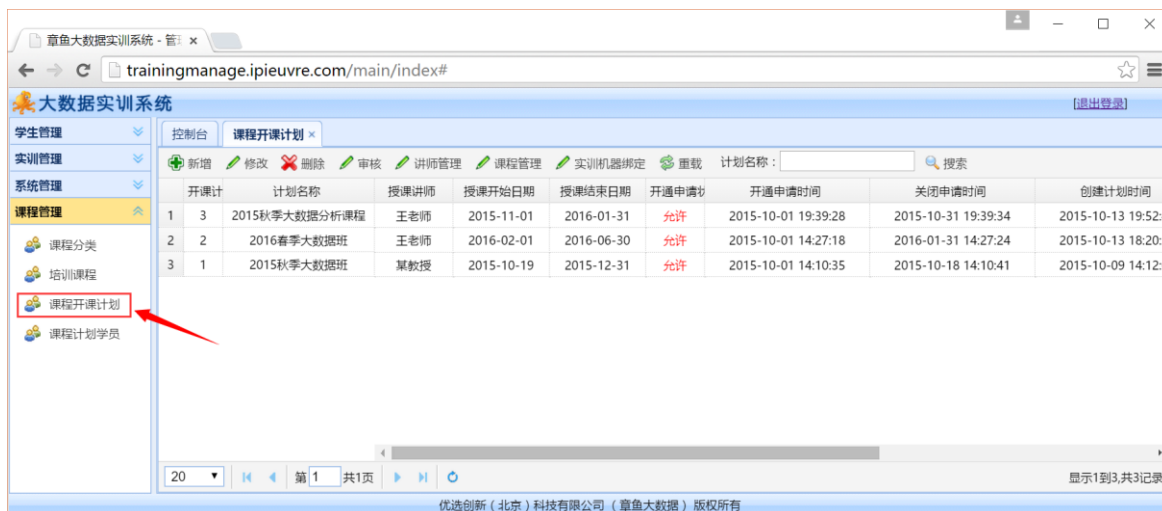 章鱼大数据实训系统 - 管
trainingmanage.ipieuvre.com/main/index#
大数据实训系统
[退出登录]
学生管理
实训管理
系统管理
课程管理
课程分类
培训课程
课程开课计划
课程计划学员
控制台 课程开课计划 ×
新增 修改 删除 审核 讲师管理 课程管理 实训机器绑定 重载 计划名称： 搜索
开课计 计划名称 授课讲师 授课开始日期 授课结束日期 开通申请状 开通申请时间 关闭申请时间 创建计划时间
1 3 2015秋季大数据分析课程 王老师 2015-11-01 2016-01-31 允许 2015-10-01 19:39:28 2015-10-31 19:39:34 2015-10-13 19:52:
2 2 2016春季大数据班 王老师 2016-02-01 2016-06-30 允许 2015-10-01 14:27:18 2016-01-31 14:27:24 2015-10-13 18:20:
3 1 2015秋季大数据班 某教授 2015-10-19 2015-12-31 允许 2015-10-01 14:10:35 2015-10-18 14:10:41 2015-10-09 14:12:
20 第 1 共1页 显示1到3,共3记录
优选创新（北京）科技有限公司（章鱼大数据）版权所有